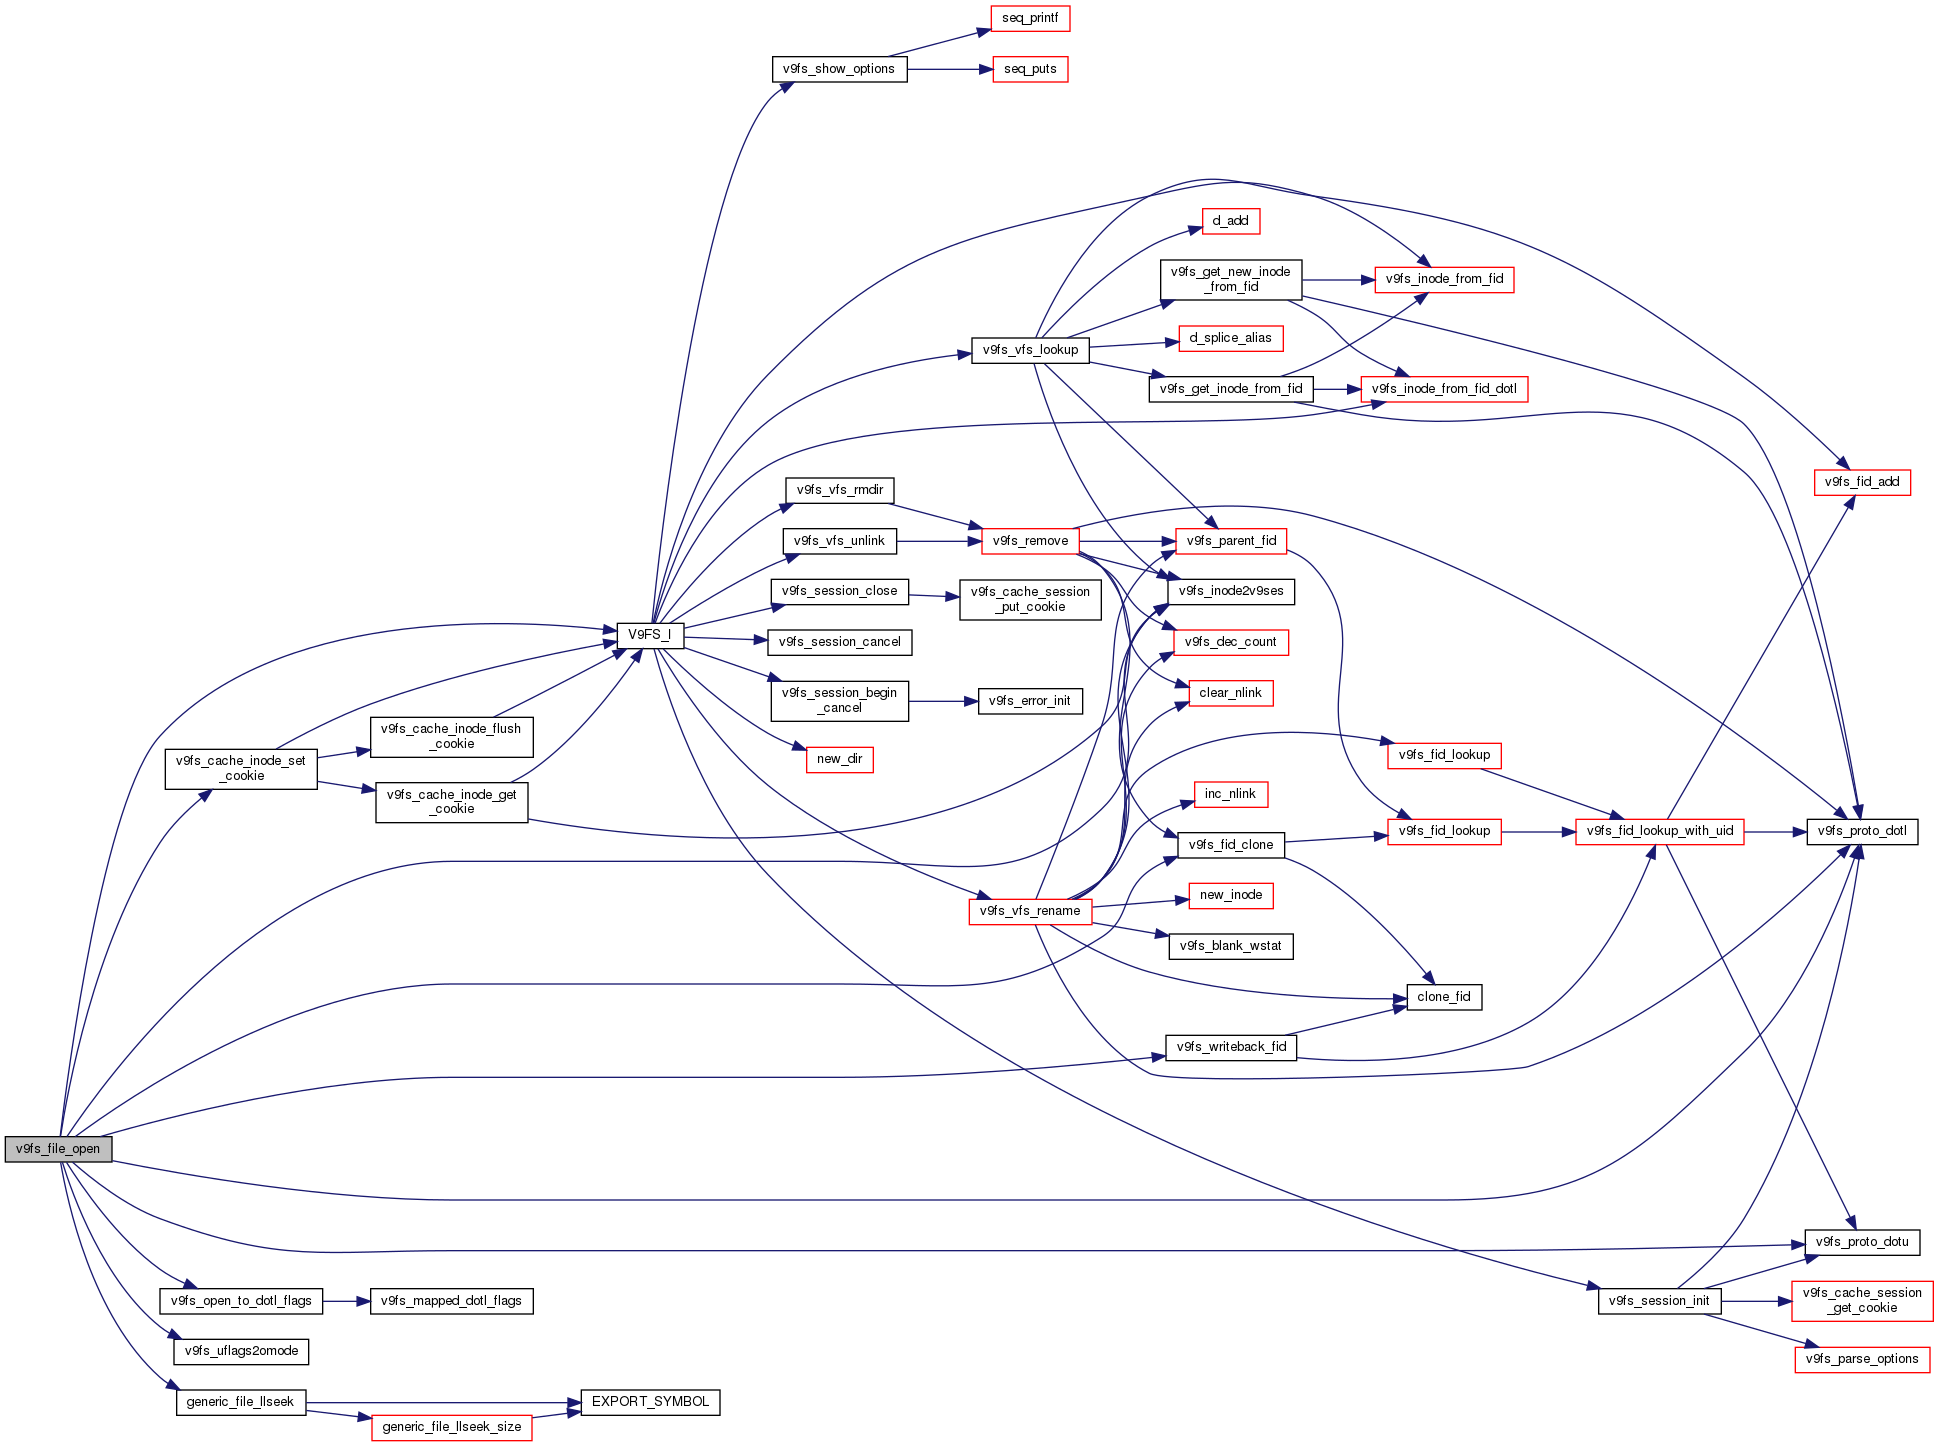 seq_printf
v9fs_show_options
seq_puts
d_add
v9fs_get_new_inode
_from_fid
v9fs_inode_from_fid
d_splice_alias
v9fs_vfs_lookup
v9fs_get_inode_from_fid
v9fs_inode_from_fid_dotl
v9fs_fid_add
v9fs_vfs_rmdir
v9fs_vfs_unlink
v9fs_remove
v9fs_parent_fid
v9fs_session_close
v9fs_cache_session
_put_cookie
v9fs_inode2v9ses
V9FS_I
v9fs_session_cancel
v9fs_dec_count
v9fs_session_begin
_cancel
v9fs_error_init
clear_nlink
v9fs_cache_inode_flush
_cookie
v9fs_cache_inode_set
_cookie
new_dir
v9fs_fid_lookup
v9fs_cache_inode_get
_cookie
inc_nlink
v9fs_fid_clone
v9fs_fid_lookup
v9fs_fid_lookup_with_uid
v9fs_proto_dotl
new_inode
v9fs_vfs_rename
v9fs_blank_wstat
clone_fid
v9fs_writeback_fid
v9fs_file_open
v9fs_proto_dotu
v9fs_open_to_dotl_flags
v9fs_mapped_dotl_flags
v9fs_session_init
v9fs_cache_session
_get_cookie
v9fs_uflags2omode
v9fs_parse_options
generic_file_llseek
EXPORT_SYMBOL
generic_file_llseek_size